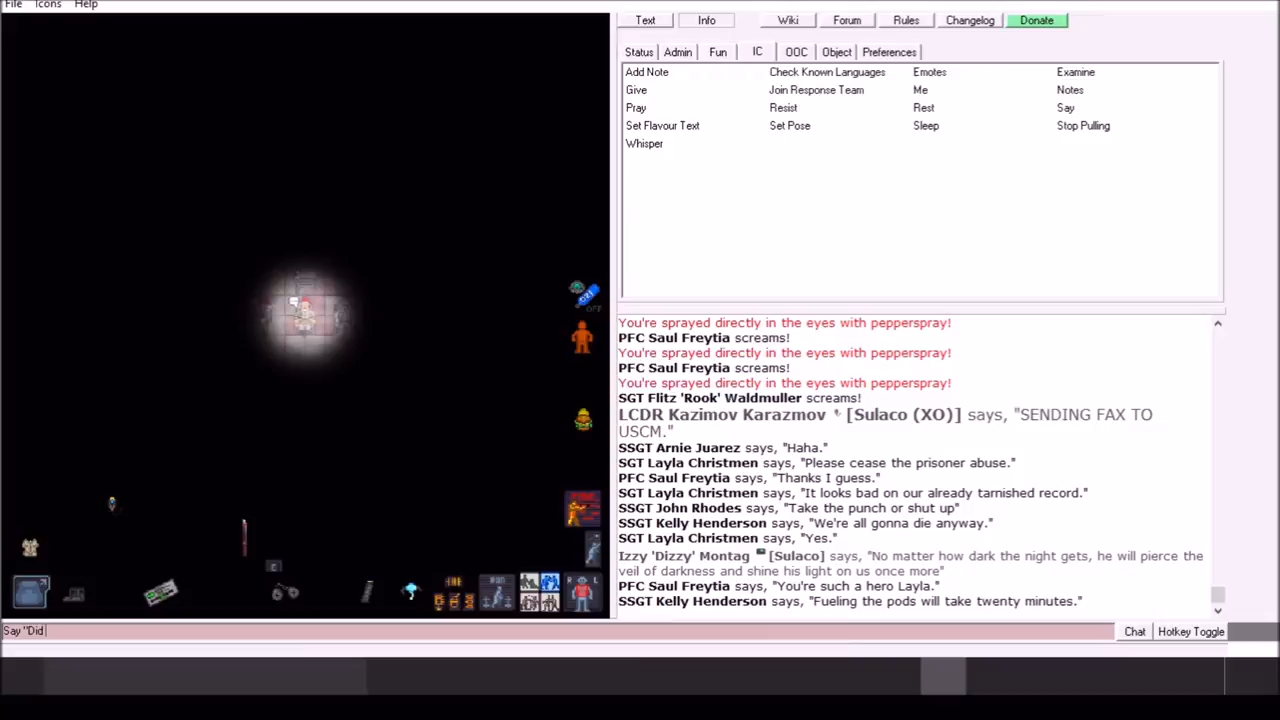 File Icons Help
Text Info Wiki Forum Rules Changelog Donate
Status Admin Fun IC OOC Object Preferences
Add Note Check Known Languages Emotes Examine
Give Join Response Team Me Notes
Pray Resist Rest Say
Set Flavour Text Set Pose Sleep Stop Pulling
Whisper
You're sprayed directly in the eyes with pepperspray!
PFC Saul Freytia screams!
You're sprayed directly in the eyes with pepperspray!
PFC Saul Freytia screams!
You're sprayed directly in the eyes with pepperspray!
SGT Flitz 'Rook' Waldmuller screams!
LCDR Kazimov Karazmov [Sulaco (XO)] says, "SENDING FAX TO
USCM."
SSGT Arnie Juarez says, "Haha."
SGT Layla Christmen says, "Please cease the prisoner abuse."
PFC Saul Freytia says, "Thanks I guess."
SGT Layla Christmen says, "It looks bad on our already tarnished record."
SSGT John Rhodes says, "Take the punch or shut up"
SSGT Kelly Henderson says, "We're all gonna die anyway."
SGT Layla Christmen says, "Yes."
Izzy 'Dizzy' Montag [Sulaco] says, "No matter how dark the night gets, he will pierce the
veil of darkness and shine his light on us once more"
PFC Saul Freytia says, "You're such a hero Layla."
SSGT Kelly Henderson says, "Fueling the pods will take twenty minutes."
Say "Did
Chat Hotkey Toggle